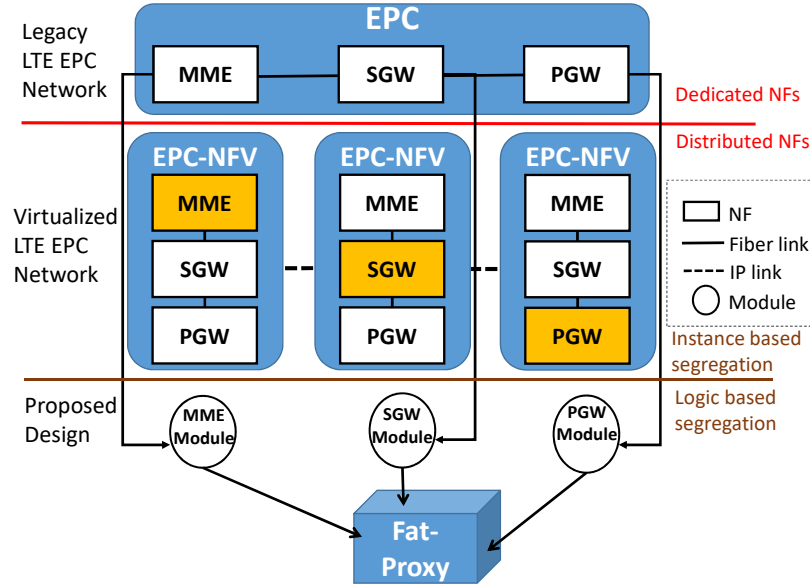 EPC
Legacy
LTE EPC
Network
MME
SGW
PGW
Dedicated NFs
Distributed NFs
EPC-NFV
EPC-NFV
EPC-NFV
Virtualized
LTE EPC
Network
MME
SGW
PGW
MME
SGW
PGW
MME
SGW
PGW
NF
Fiber link
IP link
Module
Instance based
segregation
Logic based
segregation
Proposed
Design
MME
Module
SGW
Module
PGW
Module
Fat-
Proxy